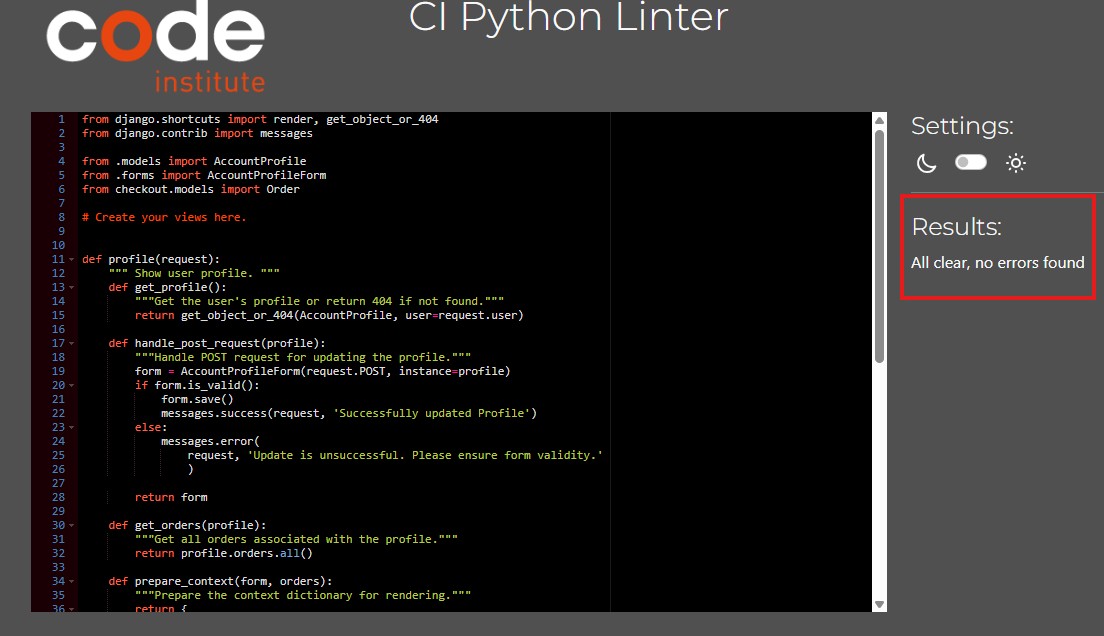 code
institute
CI Python Linter
1 from django.shortcuts import render, get_object_or_404
2 from django.contrib import messages
3
4 from .models import AccountProfile
5 from .forms import AccountProfileForm
6 from checkout.models import Order
7
8 # Create your views here.
9
10
11 def profile(request):
12     """ Show user profile. """
13     def get_profile():
14         """Get the user's profile or return 404 if not found."""
15         return get_object_or_404(AccountProfile, user=request.user)
16
17     def handle_post_request(profile):
18         """Handle POST request for updating the profile."""
19         form = AccountProfileForm(request.POST, instance=profile)
20         if form.is_valid():
21             form.save()
22             messages.success(request, 'Successfully updated Profile')
23         else:
24             messages.error(
25                 request, 'Update is unsuccessful. Please ensure form validity.'
26                 )
27
28         return form
29
30     def get_orders(profile):
31         """Get all orders associated with the profile."""
32         return profile.orders.all()
33
34     def prepare_context(form, orders):
35         """Prepare the context dictionary for rendering."""
36         return {
Settings:
Results:
All clear, no errors found